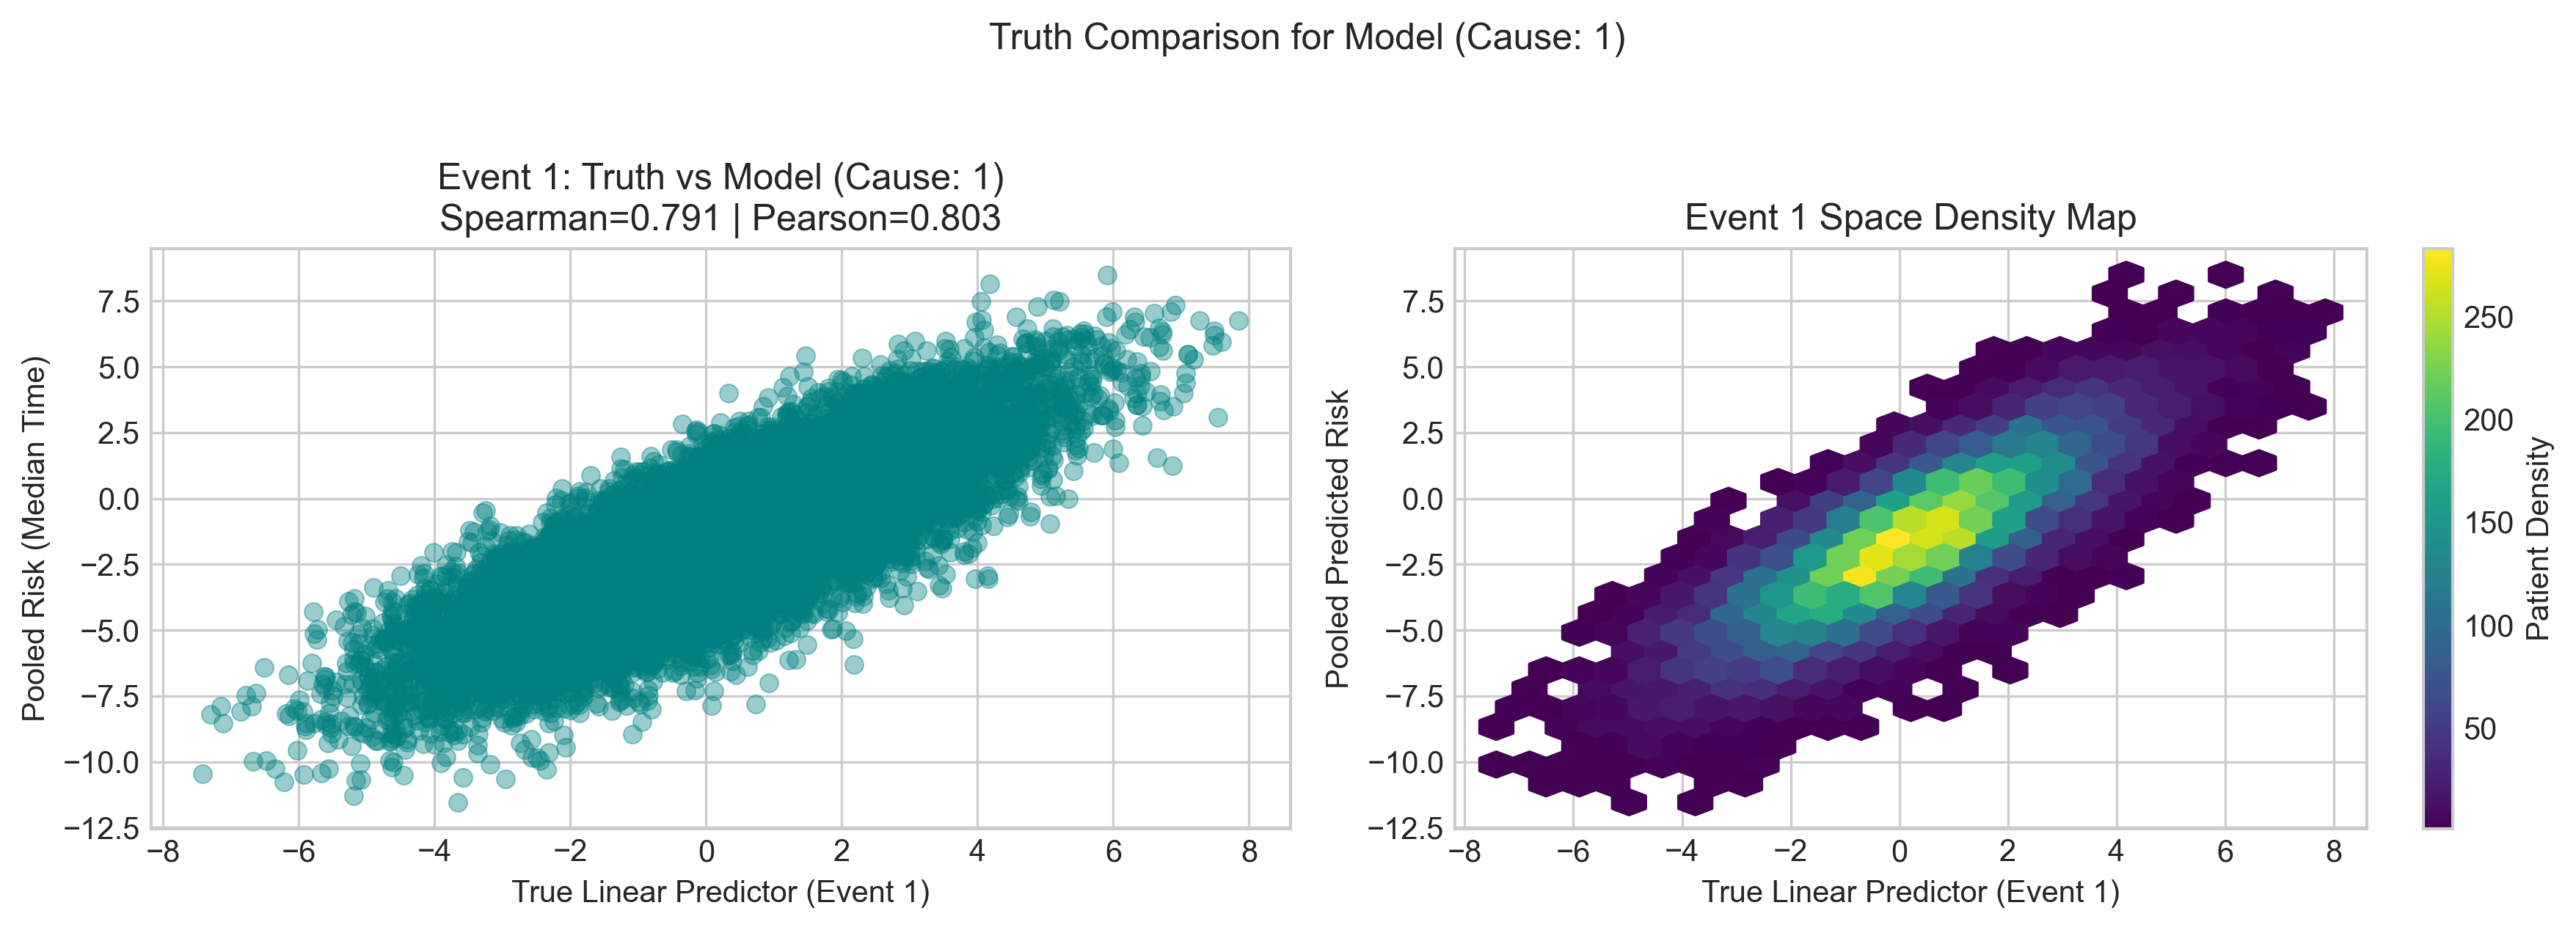 Truth Comparison for Model (Cause: 1)
Event 1: Truth vs Model (Cause: 1)
Spearman=0.791 | Pearson=0.803
Pooled Risk (Median Time)
7.5
5.0
2.5
0.0
−2.5
−5.0
−7.5
−10.0
−12.5
−8 −6 −4 −2 0 2 4 6 8
True Linear Predictor (Event 1)
Event 1 Space Density Map
Pooled Predicted Risk
7.5
5.0
2.5
0.0
−2.5
−5.0
−7.5
−10.0
−12.5
−8 −6 −4 −2 0 2 4 6 8
True Linear Predictor (Event 1)
250
200
150
100
50
Patient Density